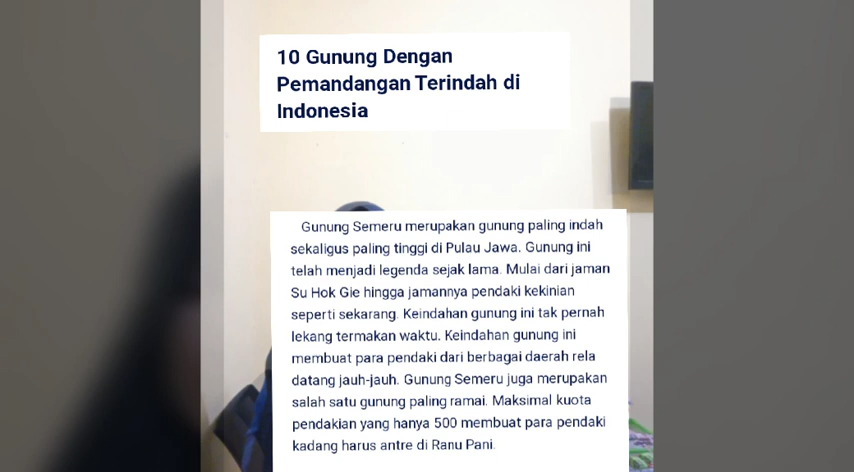 10 Gunung Dengan
Pemandangan Terindah di
Indonesia
Gunung Semeru merupakan gunung paling indah
sekaligus paling tinggi di Pulau Jawa. Gunung ini
telah menjadi legenda sejak lama. Mulai dari jaman
Su Hok Gie hingga jamannya pendaki kekinian
seperti sekarang. Keindahan gunung ini tak pernah
lekang termakan waktu. Keindahan gunung ini
membuat para pendaki dari berbagai daerah rela
datang jauh-jauh. Gunung Semeru juga merupakan
salah satu gunung paling ramai. Maksimal kuota
pendakian yang hanya 500 membuat para pendaki
kadang harus antre di Ranu Pani.